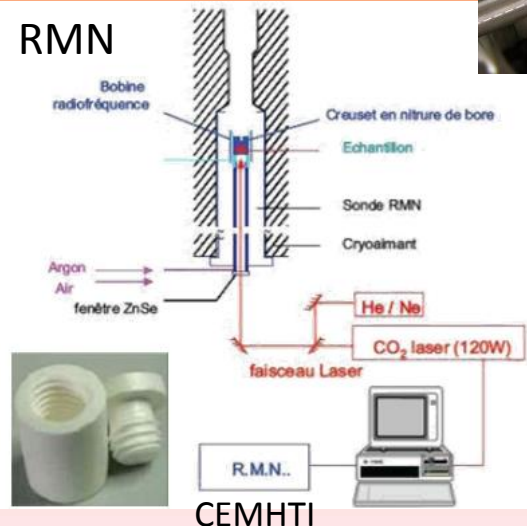 RMN
Bobine
radiofréquence
Creuset en nitrure de bore
Echantillon
Sonde RMN
Cryoaimant
Argon
Air
fenêtre ZnSe
He / Ne
CO₂ laser (120W)
faisceau Laser
R.M.N..
CEMHTI